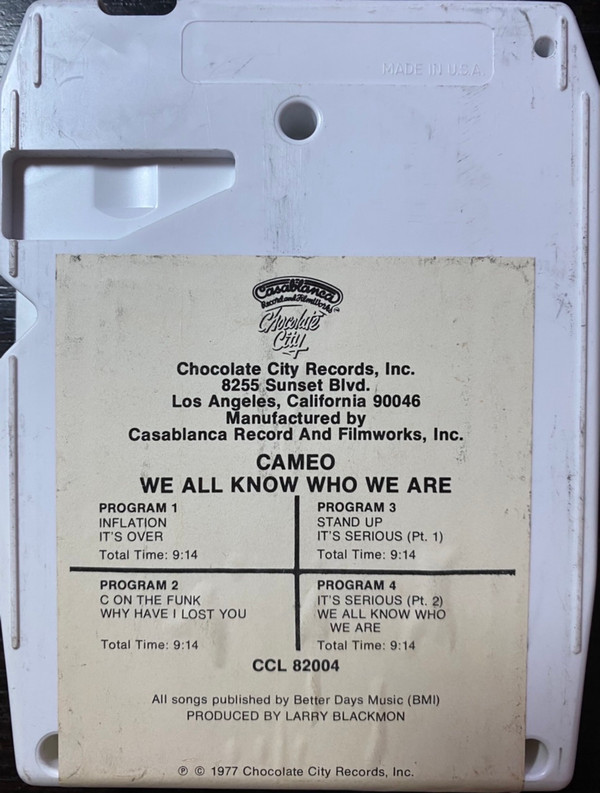 MADE IN U.S.A.
Casablanca
Record and FilmWorks
Chocolate
City
Chocolate City Records, Inc.
8255 Sunset Blvd.
Los Angeles, California 90046
Manufactured by
Casablanca Record And Filmworks, Inc.
CAMEO
WE ALL KNOW WHO WE ARE
PROGRAM 1
INFLATION
IT'S OVER
Total Time: 9:14
PROGRAM 3
STAND UP
IT'S SERIOUS (Pt. 1)
Total Time: 9:14
PROGRAM 2
C ON THE FUNK
WHY HAVE I LOST YOU
Total Time: 9:14
PROGRAM 4
IT'S SERIOUS (Pt. 2)
WE ALL KNOW WHO
WE ARE
Total Time: 9:14
CCL 82004
All songs published by Better Days Music (BMI)
PRODUCED BY LARRY BLACKMON
℗ © 1977 Chocolate City Records, Inc.